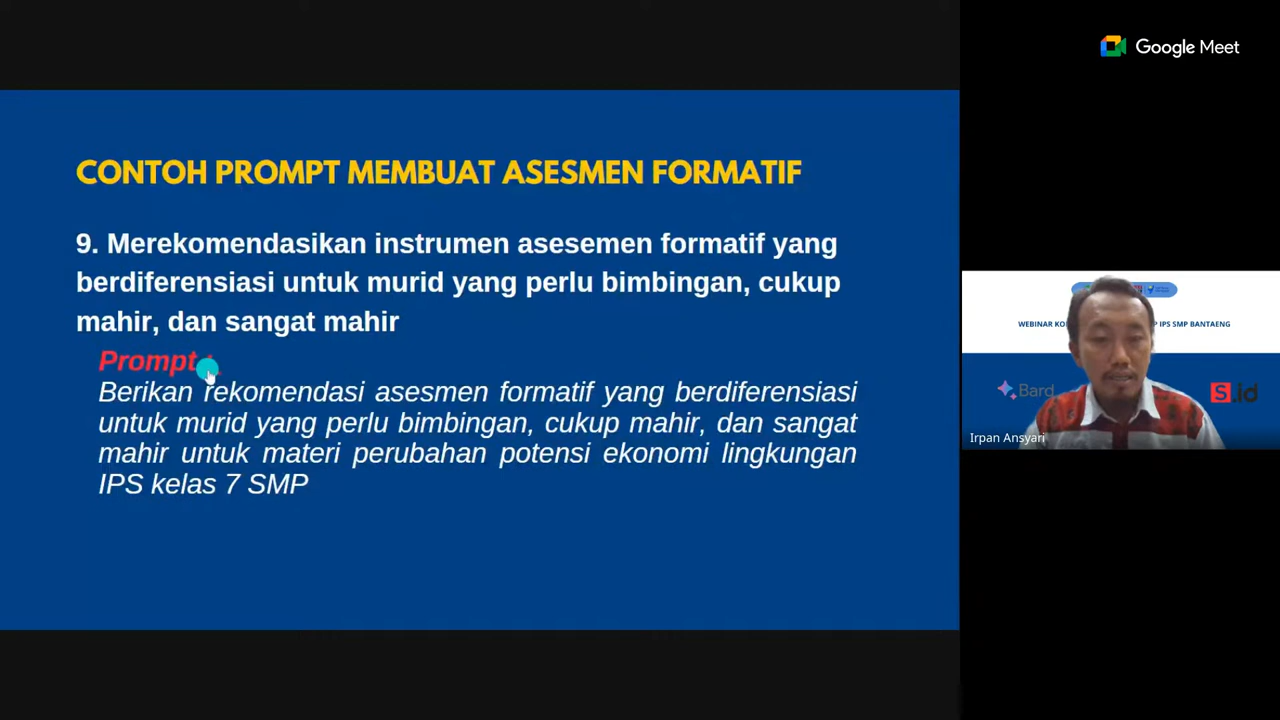 Google Meet
CONTOH PROMPT MEMBUAT ASESMEN FORMATIF
9. Merekomendasikan instrumen asesemen formatif yang
berdiferensiasi untuk murid yang perlu bimbingan, cukup
mahir, dan sangat mahir
Prompt :
Berikan rekomendasi asesmen formatif yang berdiferensiasi
untuk murid yang perlu bimbingan, cukup mahir, dan sangat
mahir untuk materi perubahan potensi ekonomi lingkungan
IPS kelas 7 SMP
WEBINAR IPS SMP BANTAENG
Bard
S.id
Irpan Ansyari